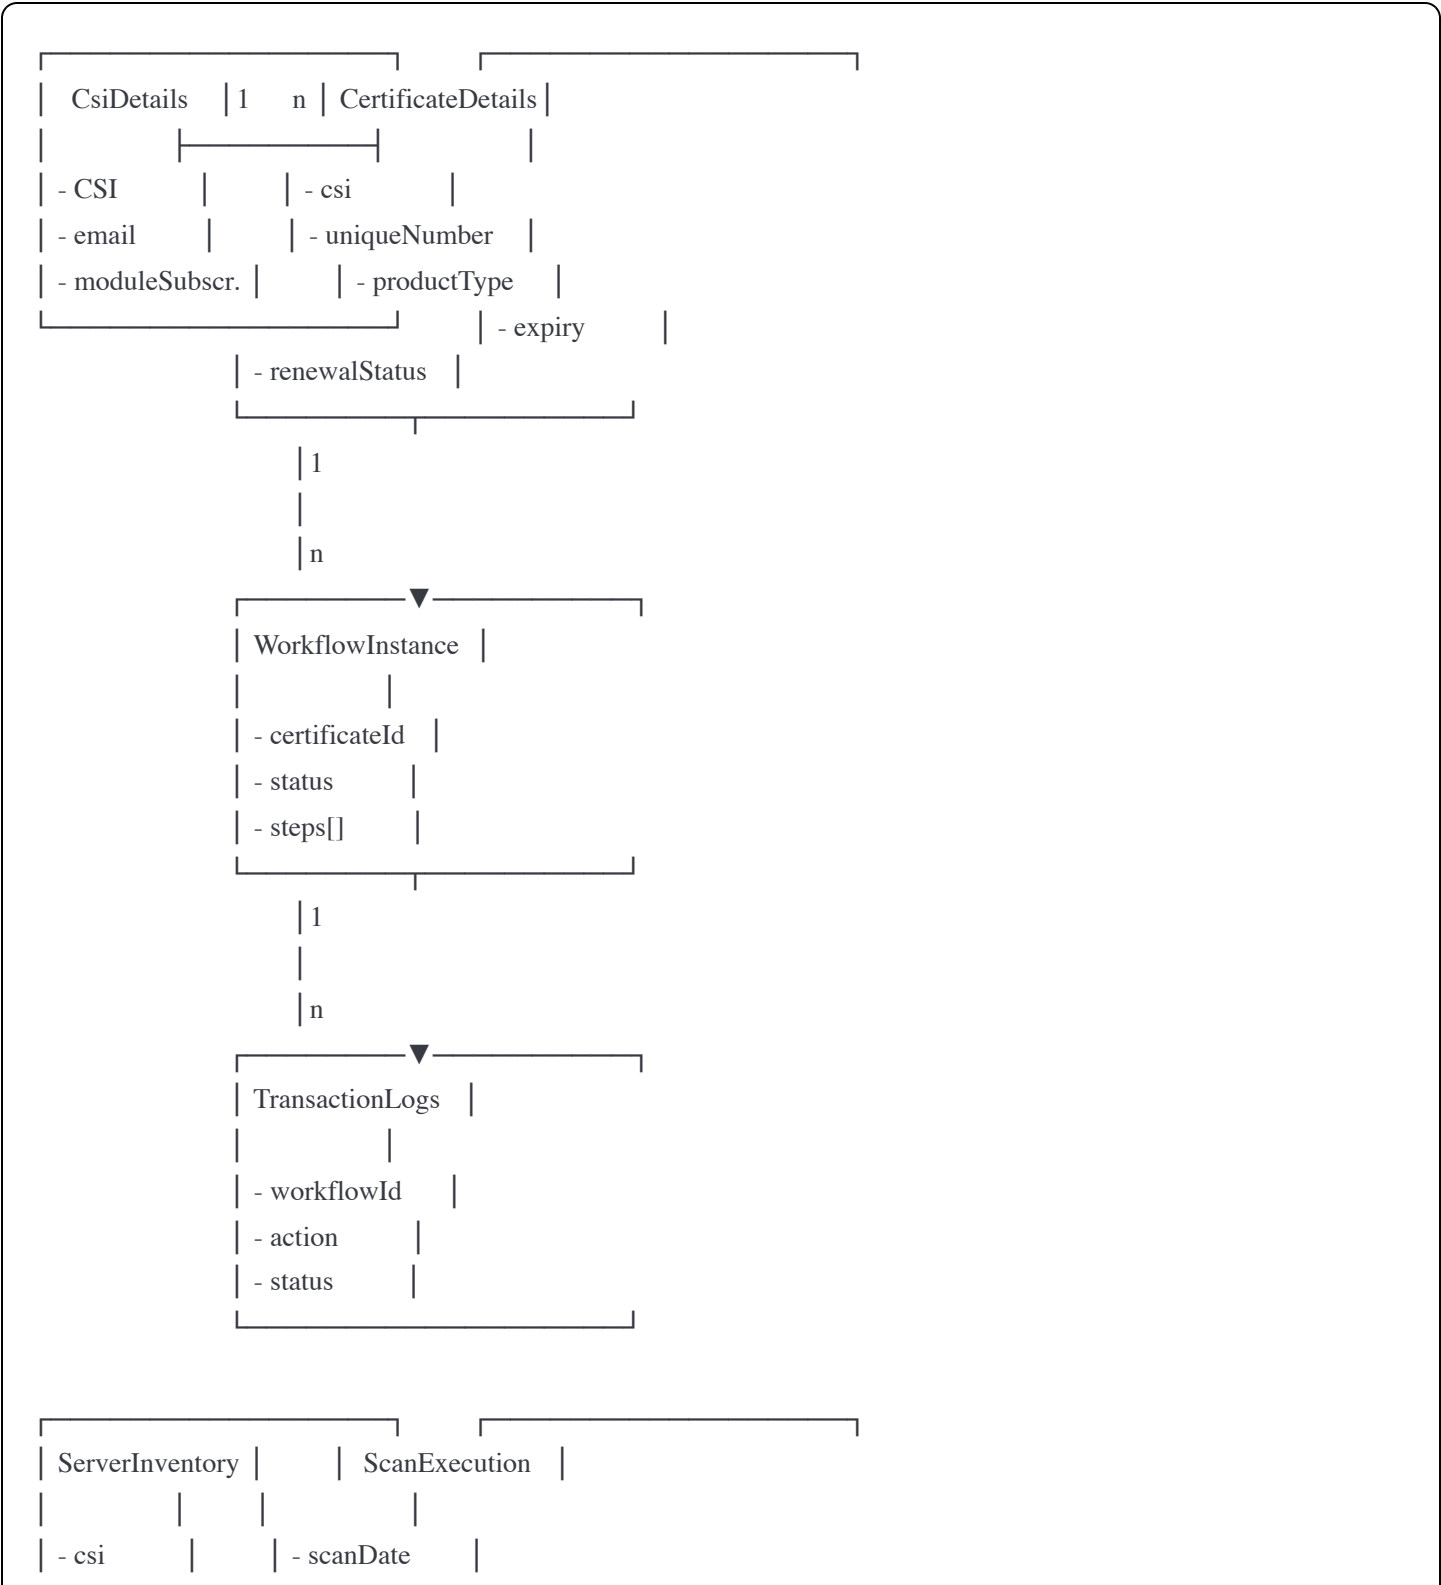 ┌──────────────────┐ ┌───────────────────┐
│ CsiDetails │1 n │ CertificateDetails│
│ ├──────────┤ │
│ - CSI │ │ - csi │
│ - email │ │ - uniqueNumber │
│ - moduleSubscr. │ │ - productType │
└──────────────────┘ │ - expiry │
│ - renewalStatus │
└─────────┬───────────┘
│1
│
│n
┌─────────▼───────────┐
│ WorkflowInstance │
│ │
│ - certificateId │
│ - status │
│ - steps[] │
└─────────┬───────────┘
│1
│
│n
┌─────────▼───────────┐
│ TransactionLogs │
│ │
│ - workflowId │
│ - action │
│ - status │
└─────────────────────┘
┌──────────────────┐ ┌───────────────────┐
│ ServerInventory │ │ ScanExecution │
│ │ │ │
│ - csi │ │ - scanDate │